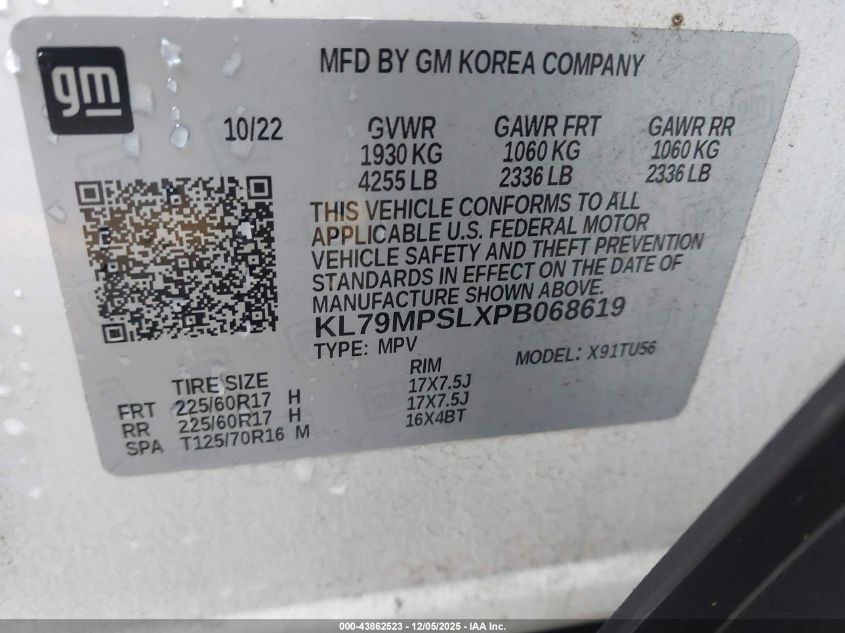 gm
MFD BY GM KOREA COMPANY
10/22 GVWR GAWR FRT GAWR RR
1930 KG 1060 KG 1060 KG
4255 LB 2336 LB 2336 LB
THIS VEHICLE CONFORMS TO ALL
APPLICABLE U.S. FEDERAL MOTOR
VEHICLE SAFETY AND THEFT PREVENTION
STANDARDS IN EFFECT ON THE DATE OF
MANUFACTURE SHOWN ABOVE.
KL79MPSLXPB068619
TYPE: MPV MODEL: X91TU56
TIRE SIZE RIM
FRT 225/60R17 H 17X7.5J
RR 225/60R17 H 17X7.5J
SPA T125/70R16 M 16X4BT
000-43862523 - 12/05/2025 - IAA Inc.